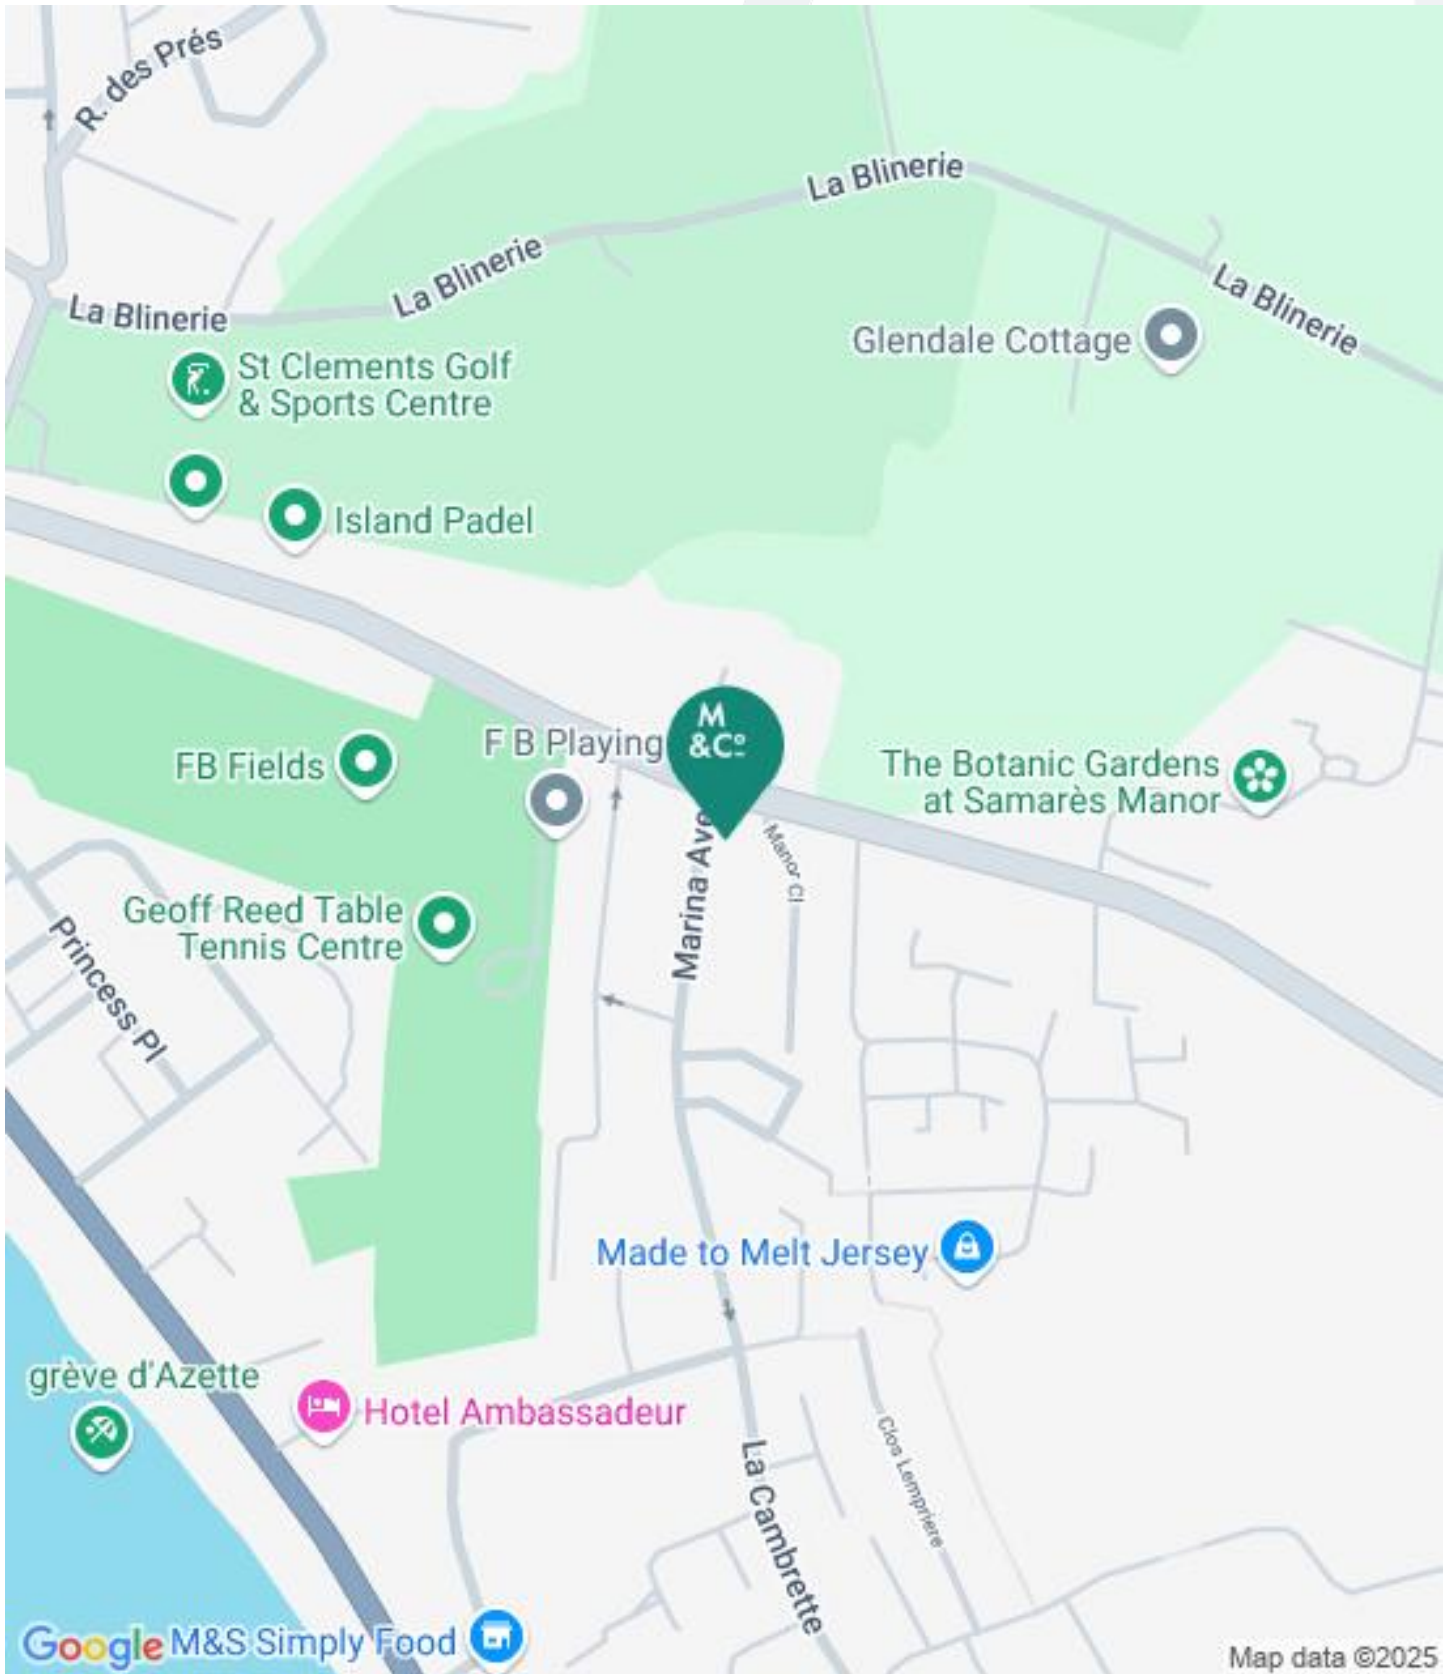 R. des Prés
La Blinerie
La Blinerie
La Blinerie
La Blinerie
St Clements Golf
& Sports Centre
Glendale Cottage
Island Padel
M
&Cº
F B Playing
FB Fields
The Botanic Gardens
at Samarès Manor
Marina Ave
Manor Cl
Geoff Reed Table
Tennis Centre
Princess Pl
Made to Melt Jersey
grève d'Azette
Hotel Ambassadeur
La Cambrette
Clos Lempriere
Google
M&S Simply Food
Map data ©2025